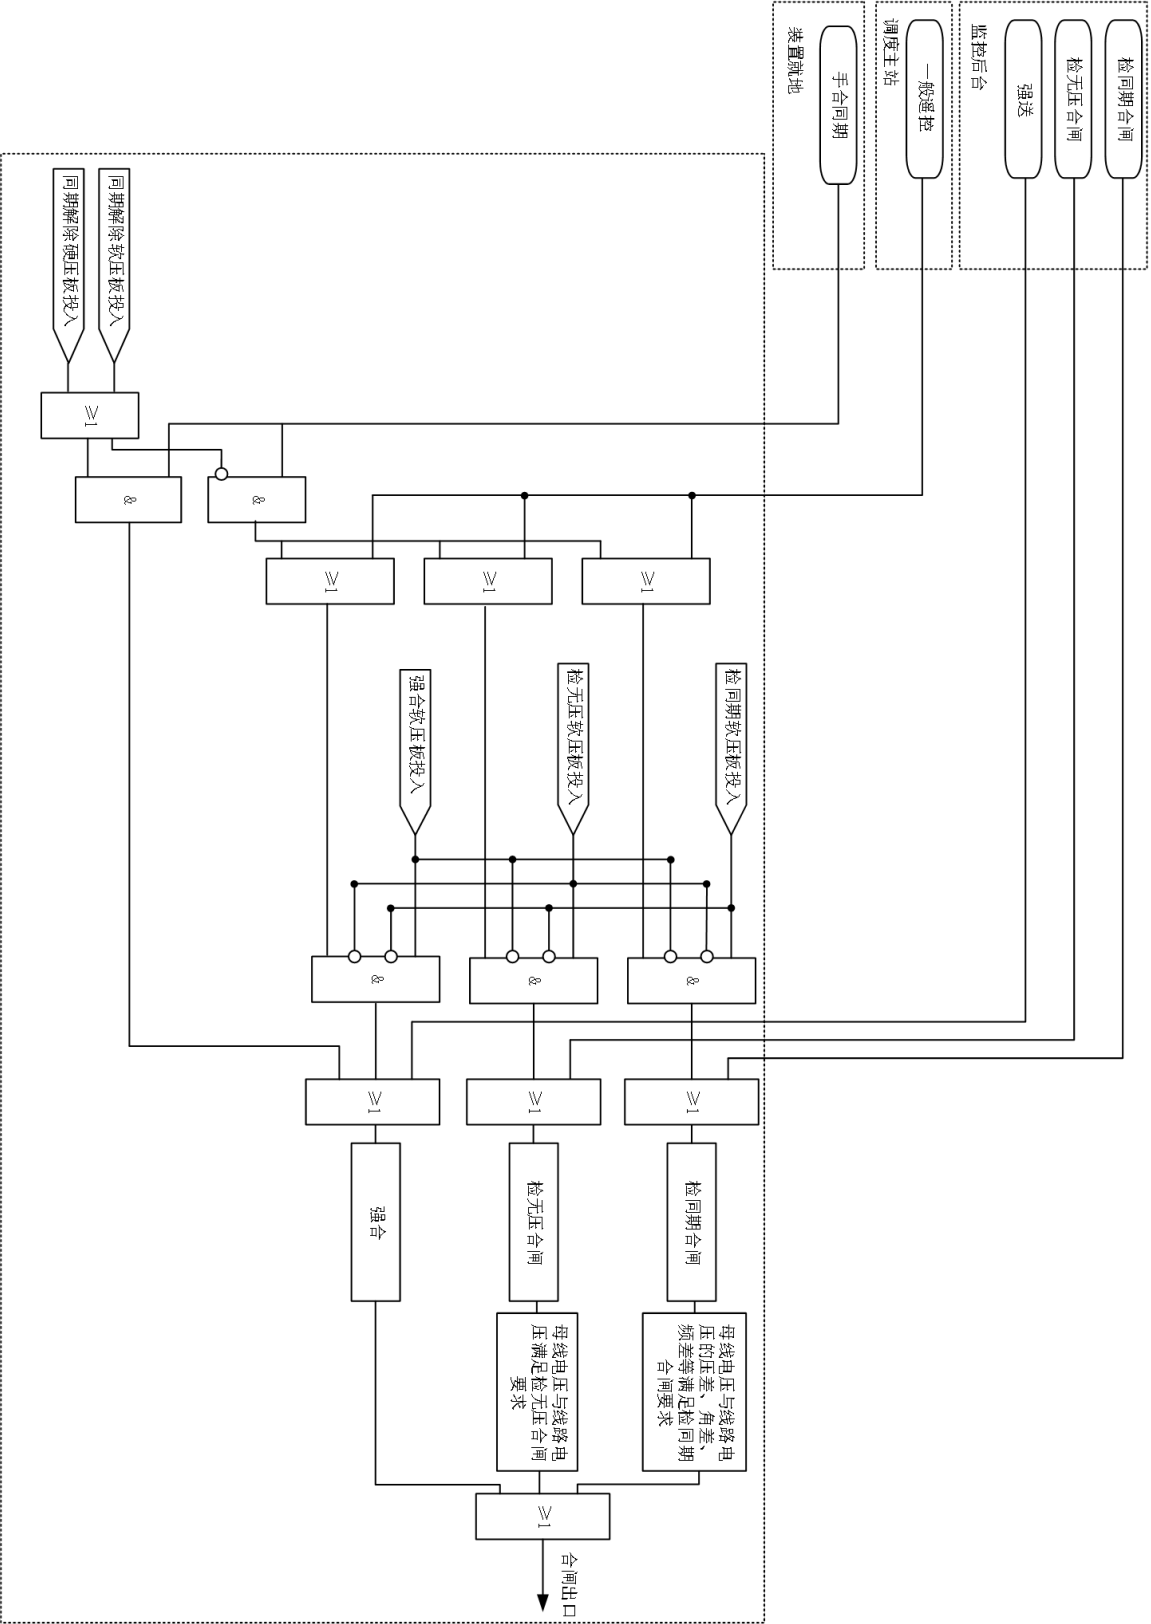 检同期合闸
检无压合闸
强送
监控后台
一般遥控
调度主站
手合同期
装置就地
同期解除软压板投入
同期解除硬压板投入
≥1
&
&
≥1
≥1
≥1
检同期软压板投入
检无压软压板投入
强合软压板投入
&
&
&
≥1
≥1
≥1
检同期合闸
检无压合闸
强合
母线电压与线路电
压的压差、角差、
频差等满足检同期
合闸要求
母线电压与线路电
压满足检无压合闸
要求
≥1
合闸出口